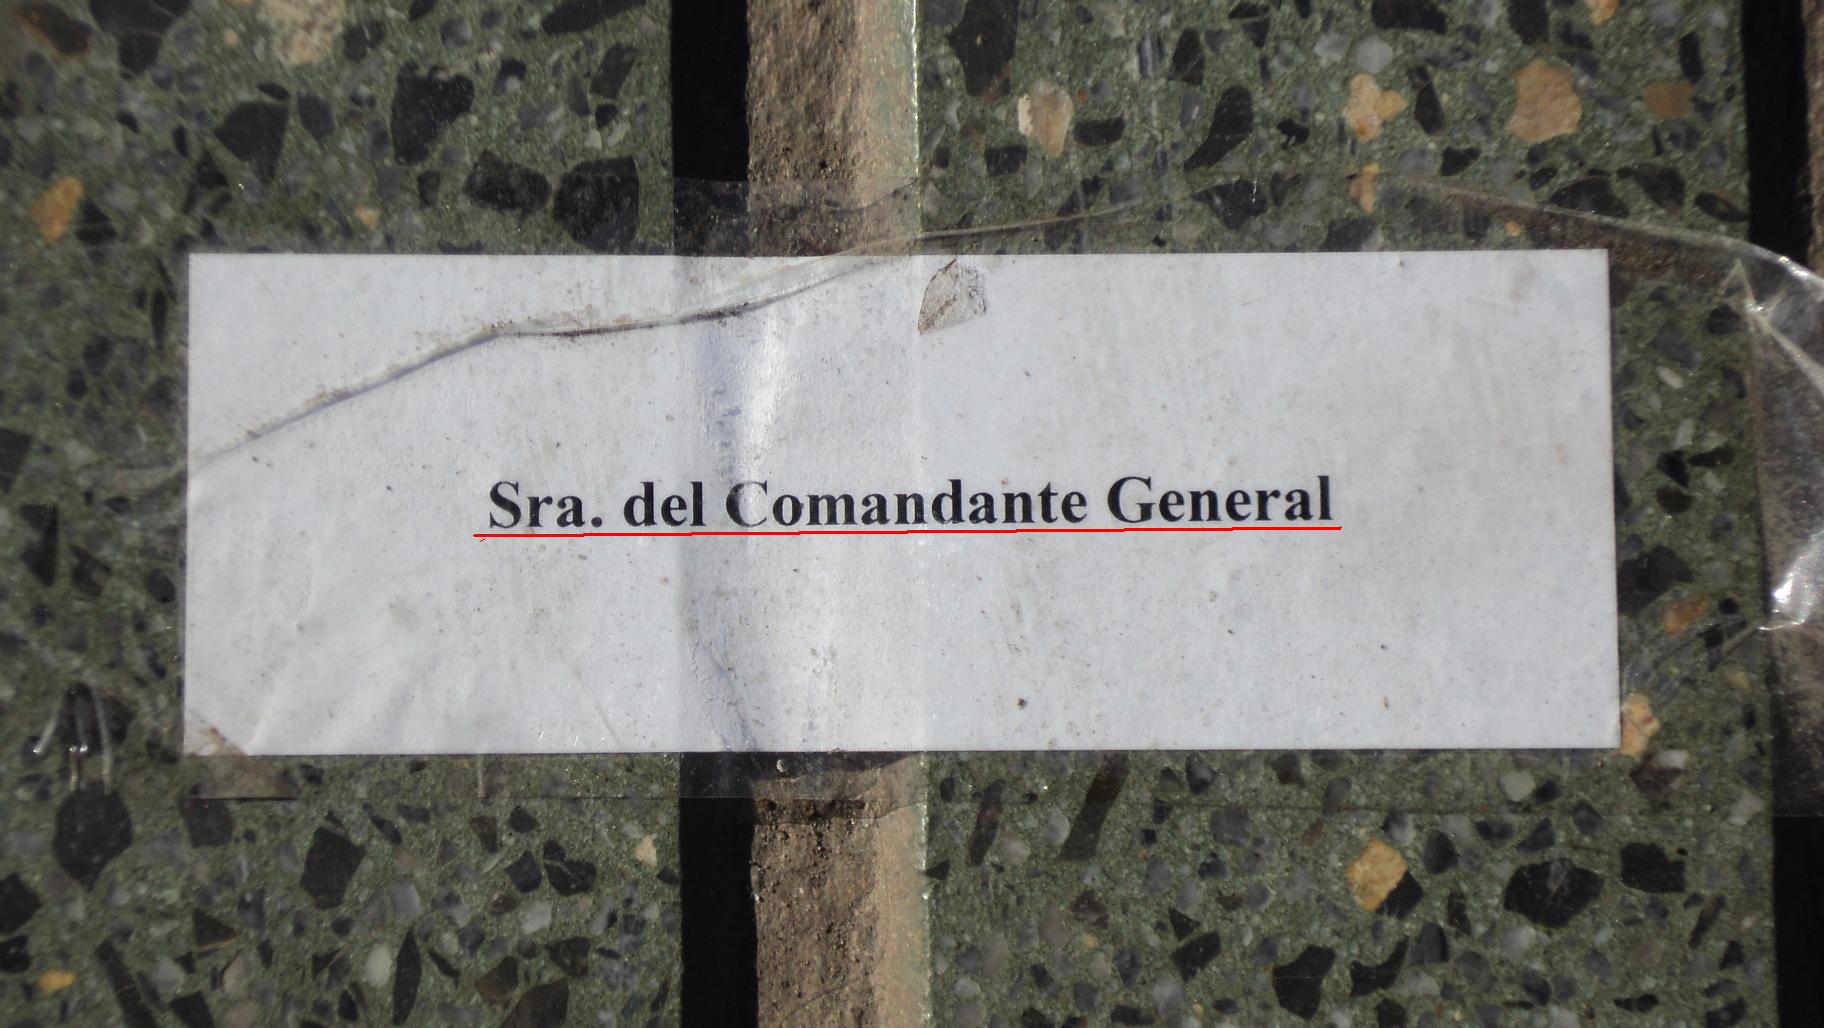 Sra. del Comandante General